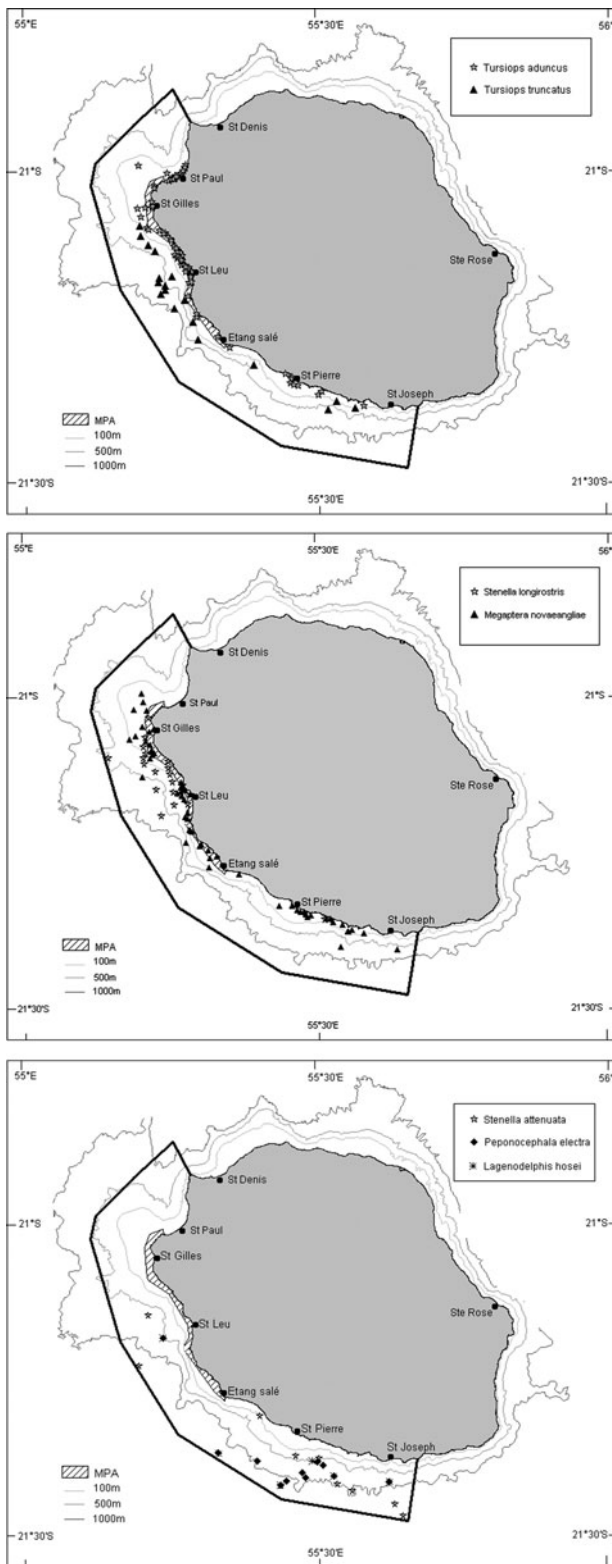 55°E
55°30'E
56°
Tursiops aduncus
Tursiops truncatus
St Denis
21°S
St Paul
21°S
St Gilles
Ste Rose
St Leu
Etang salé
St Pierre
St Joseph
MPA
100m
500m
1000m
21°30'S
21°30'S
55°30'E
55°E
55°30'E
56°
Stenella longirostris
Megaptera novaeangliae
St Denis
21°S
St Paul
21°S
St Gilles
Ste Rose
St Leu
Etang salé
St Pierre
St Joseph
MPA
100m
500m
1000m
21°30'S
21°30'S
55°30'E
55°E
55°30'E
56°
Stenella attenuata
Peponocephala electra
Lagenodelphis hosei
St Denis
21°S
St Paul
21°S
St Gilles
Ste Rose
St Leu
Etang salé
St Pierre
St Joseph
MPA
100m
500m
1000m
21°30'S
21°30'S
55°30'E